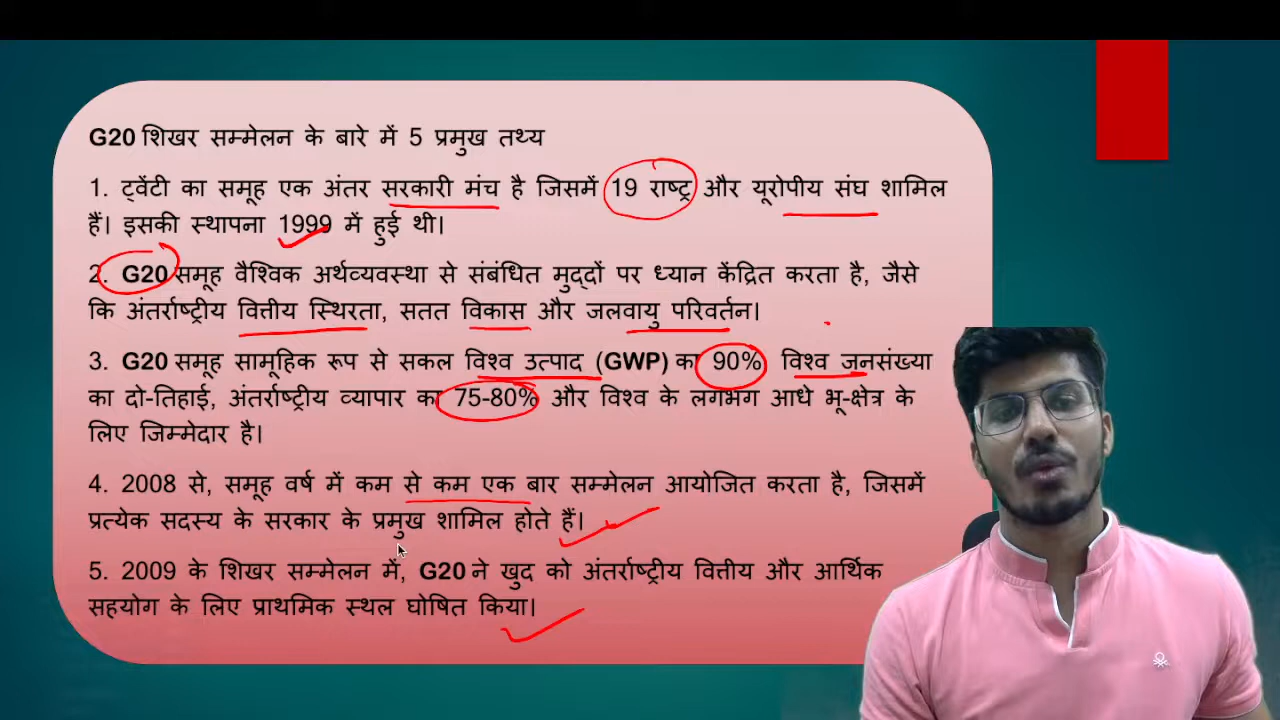 G20 शिखर सम्मेलन के बारे में 5 प्रमुख तथ्य
1. ट्वेंटी का समूह एक अंतर सरकारी मंच है जिसमें 19 राष्ट्र और यूरोपीय संघ शामिल
हैं। इसकी स्थापना 1999 में हुई थी।
2. G20 समूह वैश्विक अर्थव्यवस्था से संबंधित मुद्दों पर ध्यान केंद्रित करता है, जैसे
कि अंतर्राष्ट्रीय वित्तीय स्थिरता, सतत विकास और जलवायु परिवर्तन।
3. G20 समूह सामूहिक रूप से सकल विश्व उत्पाद (GWP) का 90% विश्व जनसंख्या
का दो-तिहाई, अंतर्राष्ट्रीय व्यापार का 75-80% और विश्व के लगभग आधे भू-क्षेत्र के
लिए जिम्मेदार है।
4. 2008 से, समूह वर्ष में कम से कम एक बार सम्मेलन आयोजित करता है, जिसमें
प्रत्येक सदस्य के सरकार के प्रमुख शामिल होते हैं।
5. 2009 के शिखर सम्मेलन में, G20 ने खुद को अंतर्राष्ट्रीय वित्तीय और आर्थिक
सहयोग के लिए प्राथमिक स्थल घोषित किया।